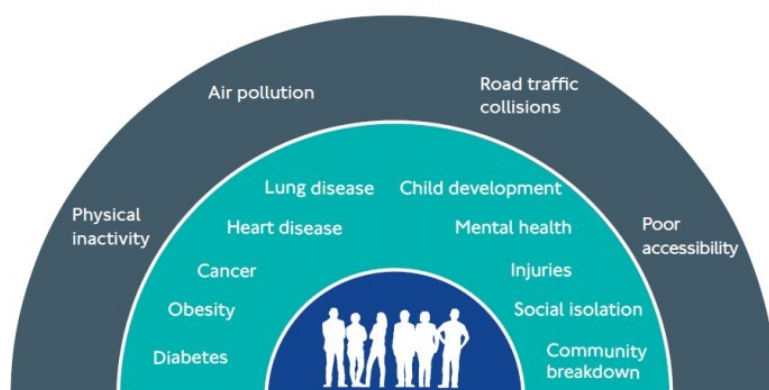 Air pollution
Road traffic
collisions
Physical
inactivity
Poor
accessibility
Lung disease
Child development
Heart disease
Mental health
Cancer
Injuries
Obesity
Social isolation
Diabetes
Community
breakdown